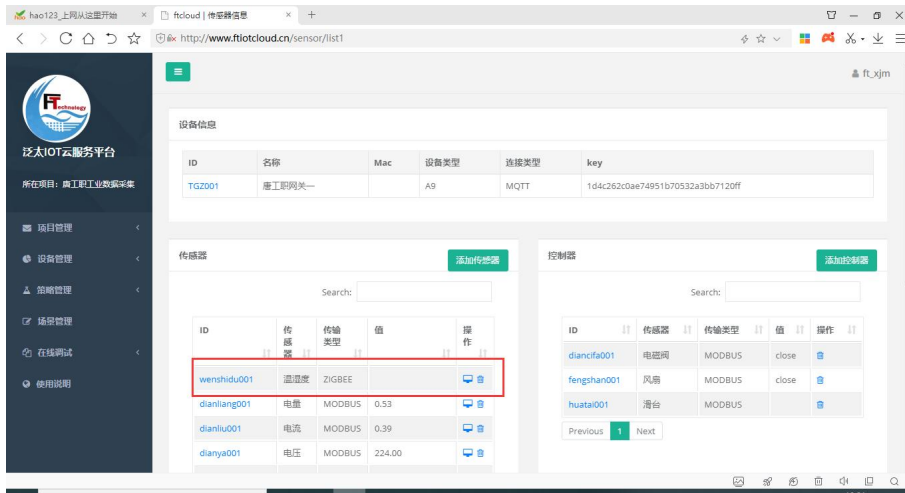 hao123_上网从这里开始
ftcloud | 传感器信息
http://www.ftiotcloud.cn/sensor/list1
ft_xjm
FT
echnology
泛太IOT云服务平台
所在项目: 唐工职工业数据采集
项目管理
设备管理
策略管理
场景管理
在线调试
使用说明
设备信息
ID 名称 Mac 设备类型 连接类型 key
TGZ001 唐工职网关一 A9 MQTT 1d4c262c0ae74951b70532a3bb7120ff
传感器
添加传感器
Search:
ID 传感器 传输类型 值 操作
wenshidu001 温湿度 ZIGBEE
dianliang001 电量 MODBUS 0.53
dianliu001 电流 MODBUS 0.39
dianya001 电压 MODBUS 224.00
控制器
添加控制器
Search:
ID 传感器 传输类型 值 操作
diancifa001 电磁阀 MODBUS close
fengshan001 风扇 MODBUS close
huatai001 滑台 MODBUS
Previous 1 Next